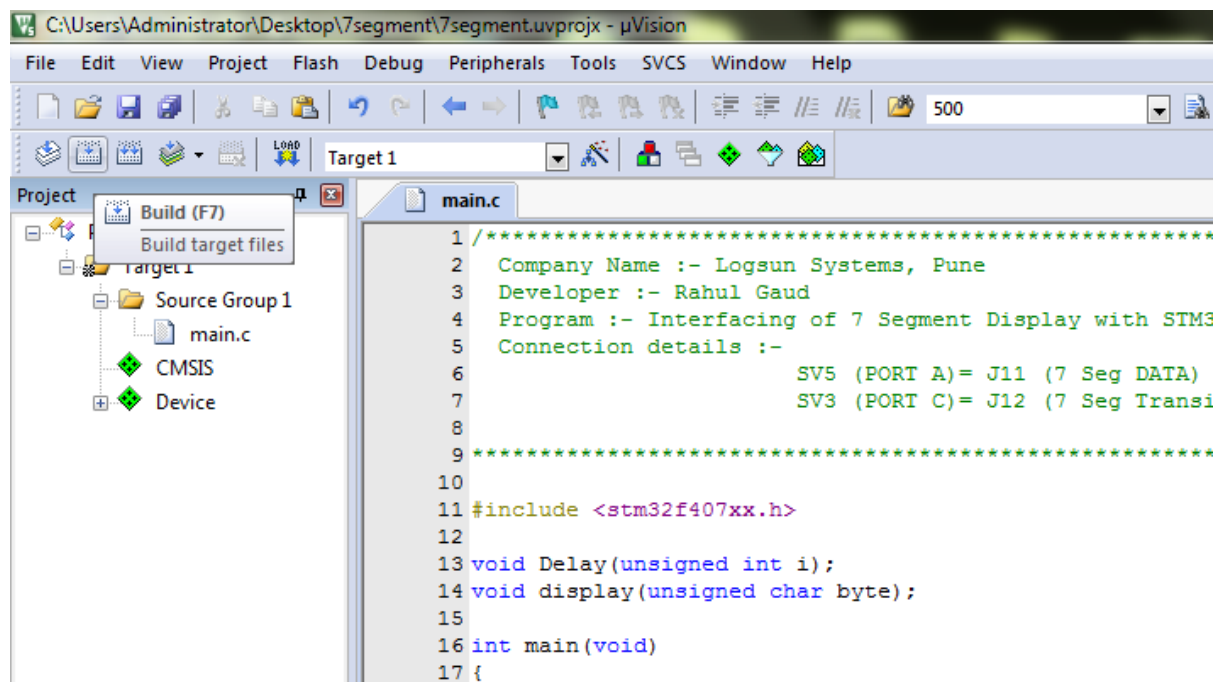 C:\Users\Administrator\Desktop\7segment\7segment.uvprojx - µVision
File Edit View Project Flash Debug Peripherals Tools SVCS Window Help
500
LOAD Target 1
Project
main.c
Build (F7)
Build target files
Target 1
Source Group 1
main.c
CMSIS
Device
1 /*******************************************************
2 Company Name :- Logsun Systems, Pune
3 Developer :- Rahul Gaud
4 Program :- Interfacing of 7 Segment Display with STM3
5 Connection details :-
6 SV5 (PORT A)= J11 (7 Seg DATA)
7 SV3 (PORT C)= J12 (7 Seg Transi
8
9 *******************************************************
10
11 #include <stm32f407xx.h>
12
13 void Delay(unsigned int i);
14 void display(unsigned char byte);
15
16 int main(void)
17 {